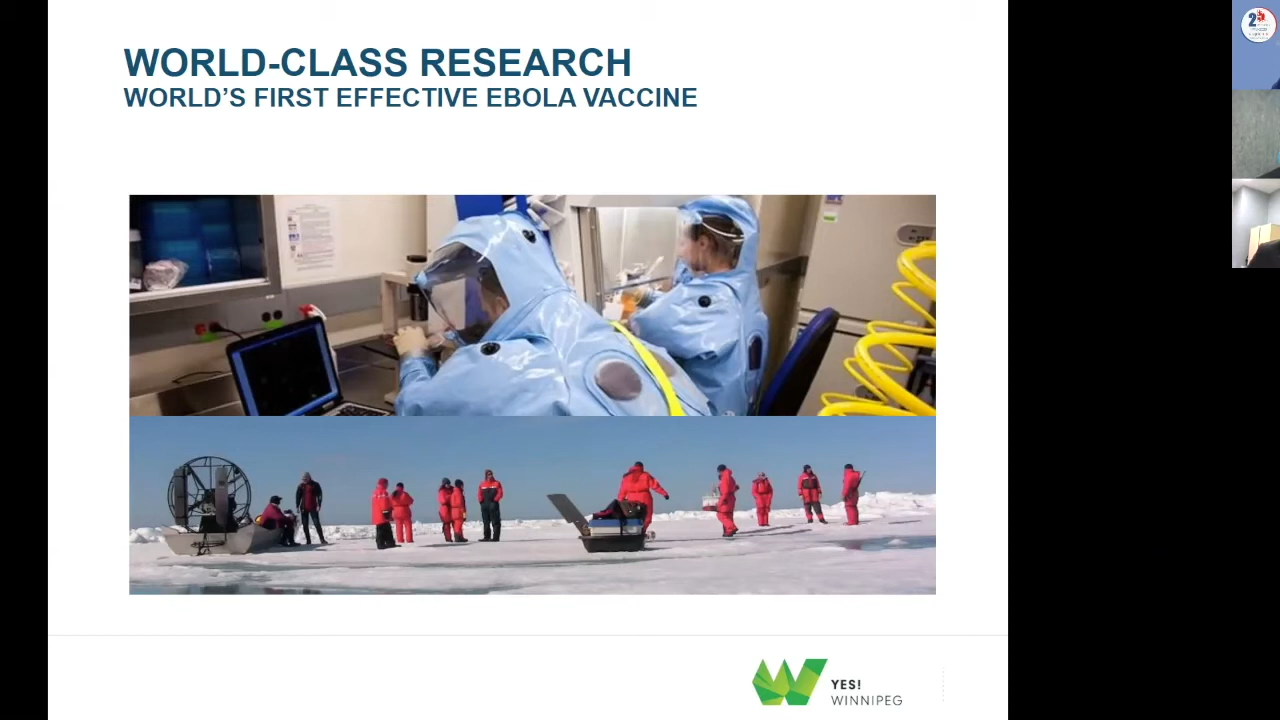 WORLD-CLASS RESEARCH
WORLD'S FIRST EFFECTIVE EBOLA VACCINE
YES!
WINNIPEG